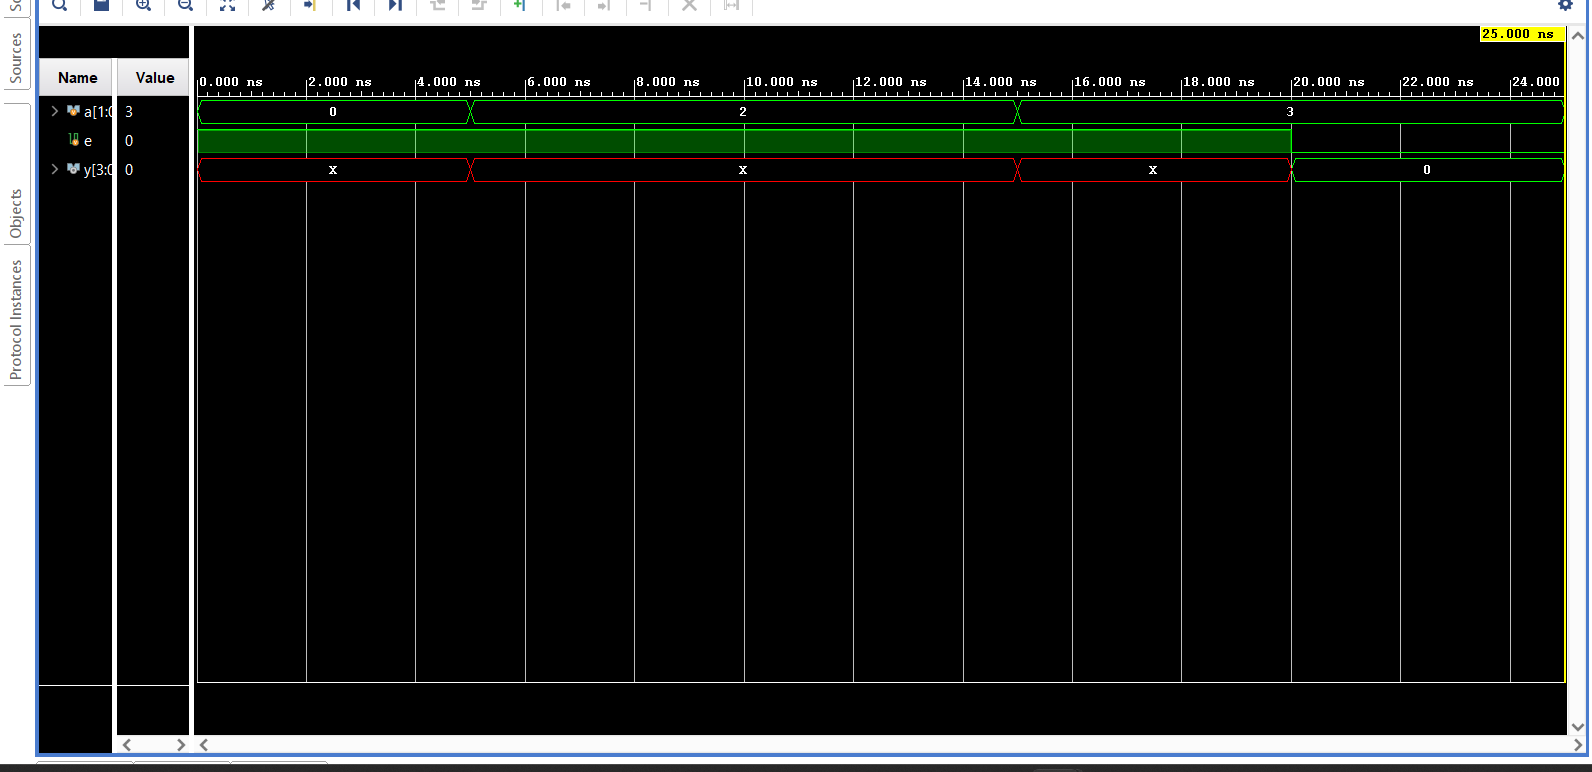 Sources
Objects
Protocol Instances
25.000 ns
Name Value
0.000 ns 2.000 ns 4.000 ns 6.000 ns 8.000 ns 10.000 ns 12.000 ns 14.000 ns 16.000 ns 18.000 ns 20.000 ns 22.000 ns 24.000
a[1:0 3 0 2 3
e 0
y[3:0 0 X X X 0